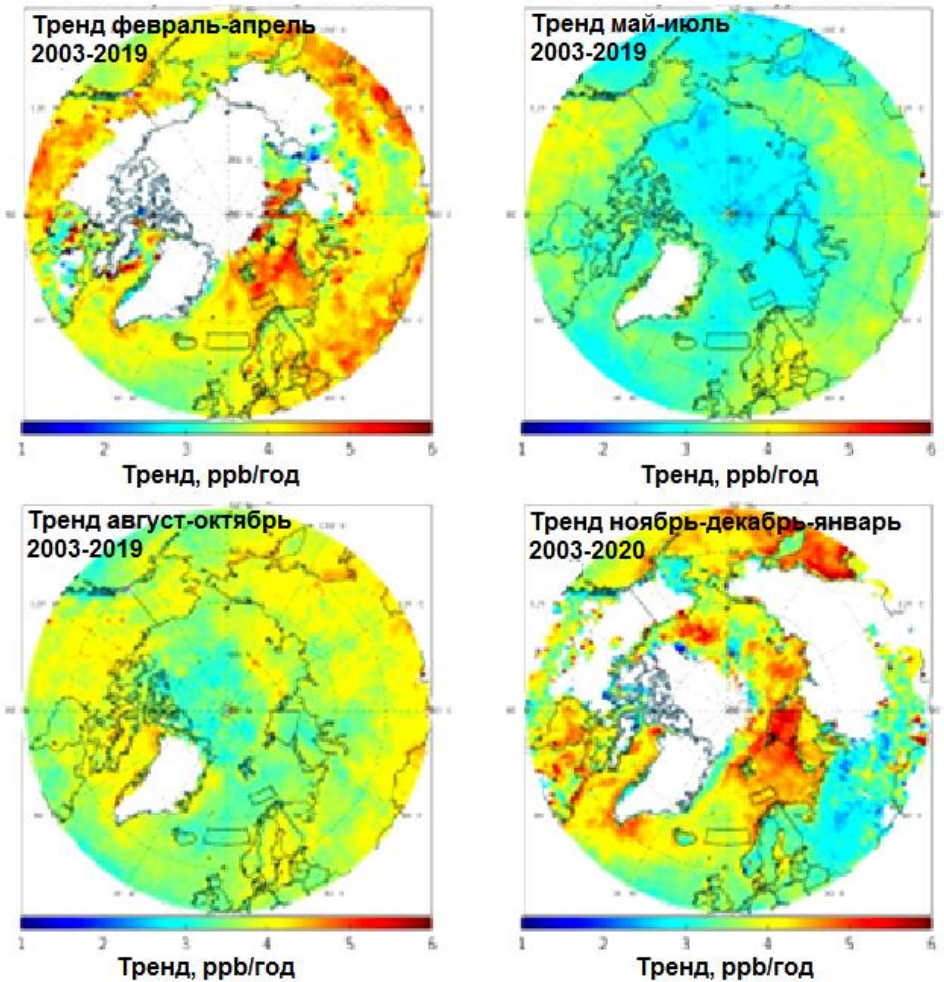 Тренд февраль-апрель
2003-2019
1 2 3 4 5 6
Тренд, ppb/год
Тренд май-июль
2003-2019
1 2 3 4 5 6
Тренд, ppb/год
Тренд август-октябрь
2003-2019
1 2 3 4 5 6
Тренд, ppb/год
Тренд ноябрь-декабрь-январь
2003-2020
1 2 3 4 5 6
Тренд, ppb/год